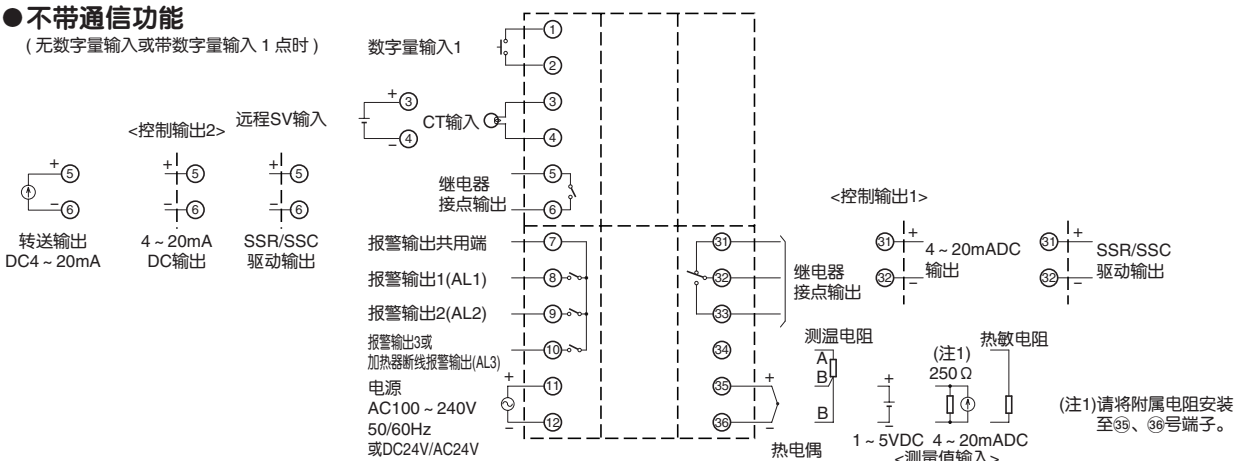 ●不带通信功能
(无数字量输入或带数字量输入 1 点时)
数字量输入1
①
②
+ ③
③
远程SV输入
CT输入
<控制输出2>
− ④
④
+ ⑤
+ ⑤
+ ⑤
⑤
继电器
接点输出
− ⑥
− ⑥
− ⑥
⑥
<控制输出1>
转送输出
DC4～20mA
4～20mA
DC输出
SSR/SSC
驱动输出
报警输出共用端
⑦
㉛
报警输出1(AL1)
⑧
㉜
继电器
接点输出
㉛ +
4～20mADC
输出
㉜ −
㉛ +
SSR/SSC
驱动输出
㉜ −
报警输出2(AL2)
⑨
㉝
报警输出3或
加热器断线报警输出(AL3)
⑩
㉞
测温电阻
A
B
B
(注1)
250Ω
热敏电阻
电源
AC100～240V
50/60Hz
或DC24V/AC24V
+
⑪
㉟
+
−
⑫
㊱
−
热电偶
+
−
1～5VDC
4～20mADC
<测量值输入>
(注1)请将附属电阻安装
至㉟、㊱号端子。